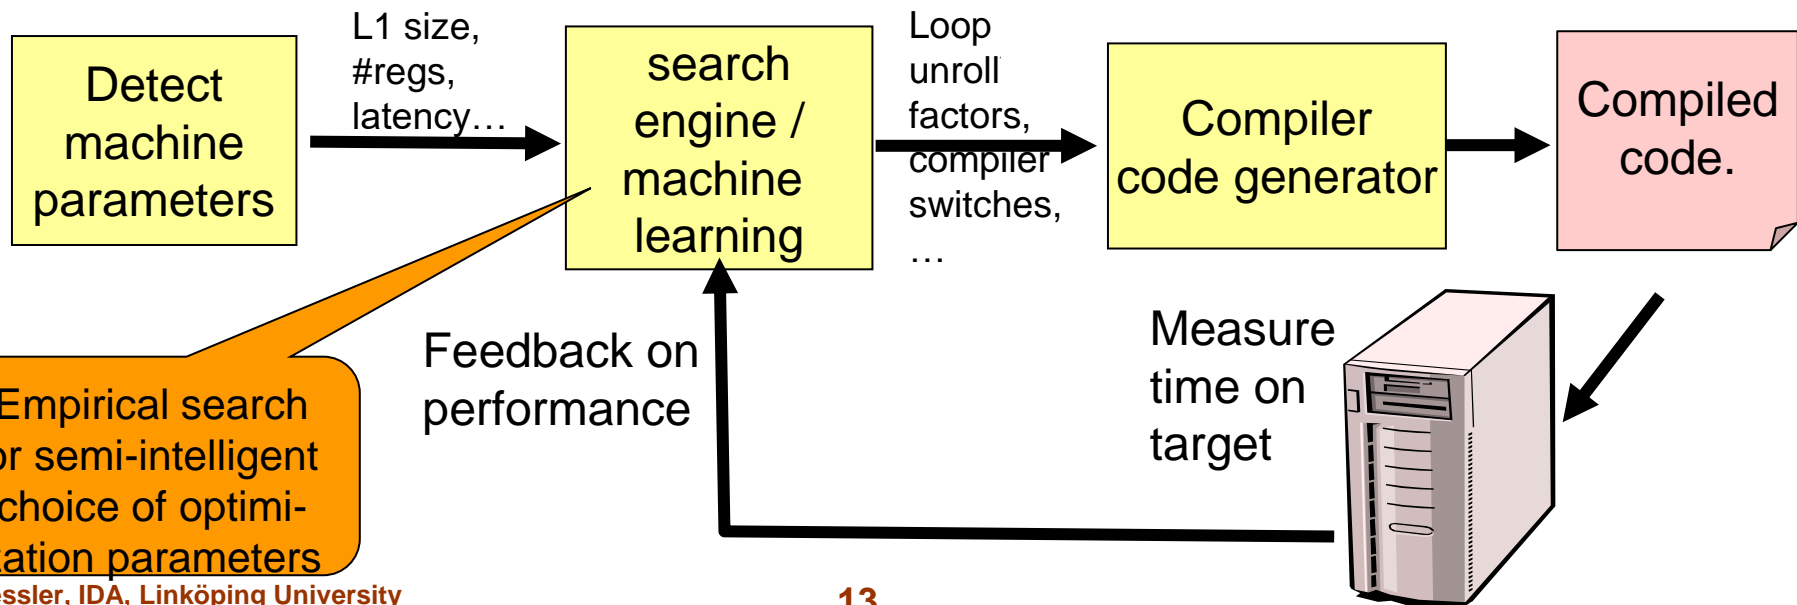 Detect
machine
parameters
L1 size,
#regs,
latency…
search
engine /
machine
learning
Loop
unroll
factors,
compiler
switches,
…
Compiler
code generator
Compiled
code.
Measure
time on
target
Feedback on
performance
Empirical search
or semi-intelligent
choice of optimi-
zation parameters
essler, IDA, Linköping University
13